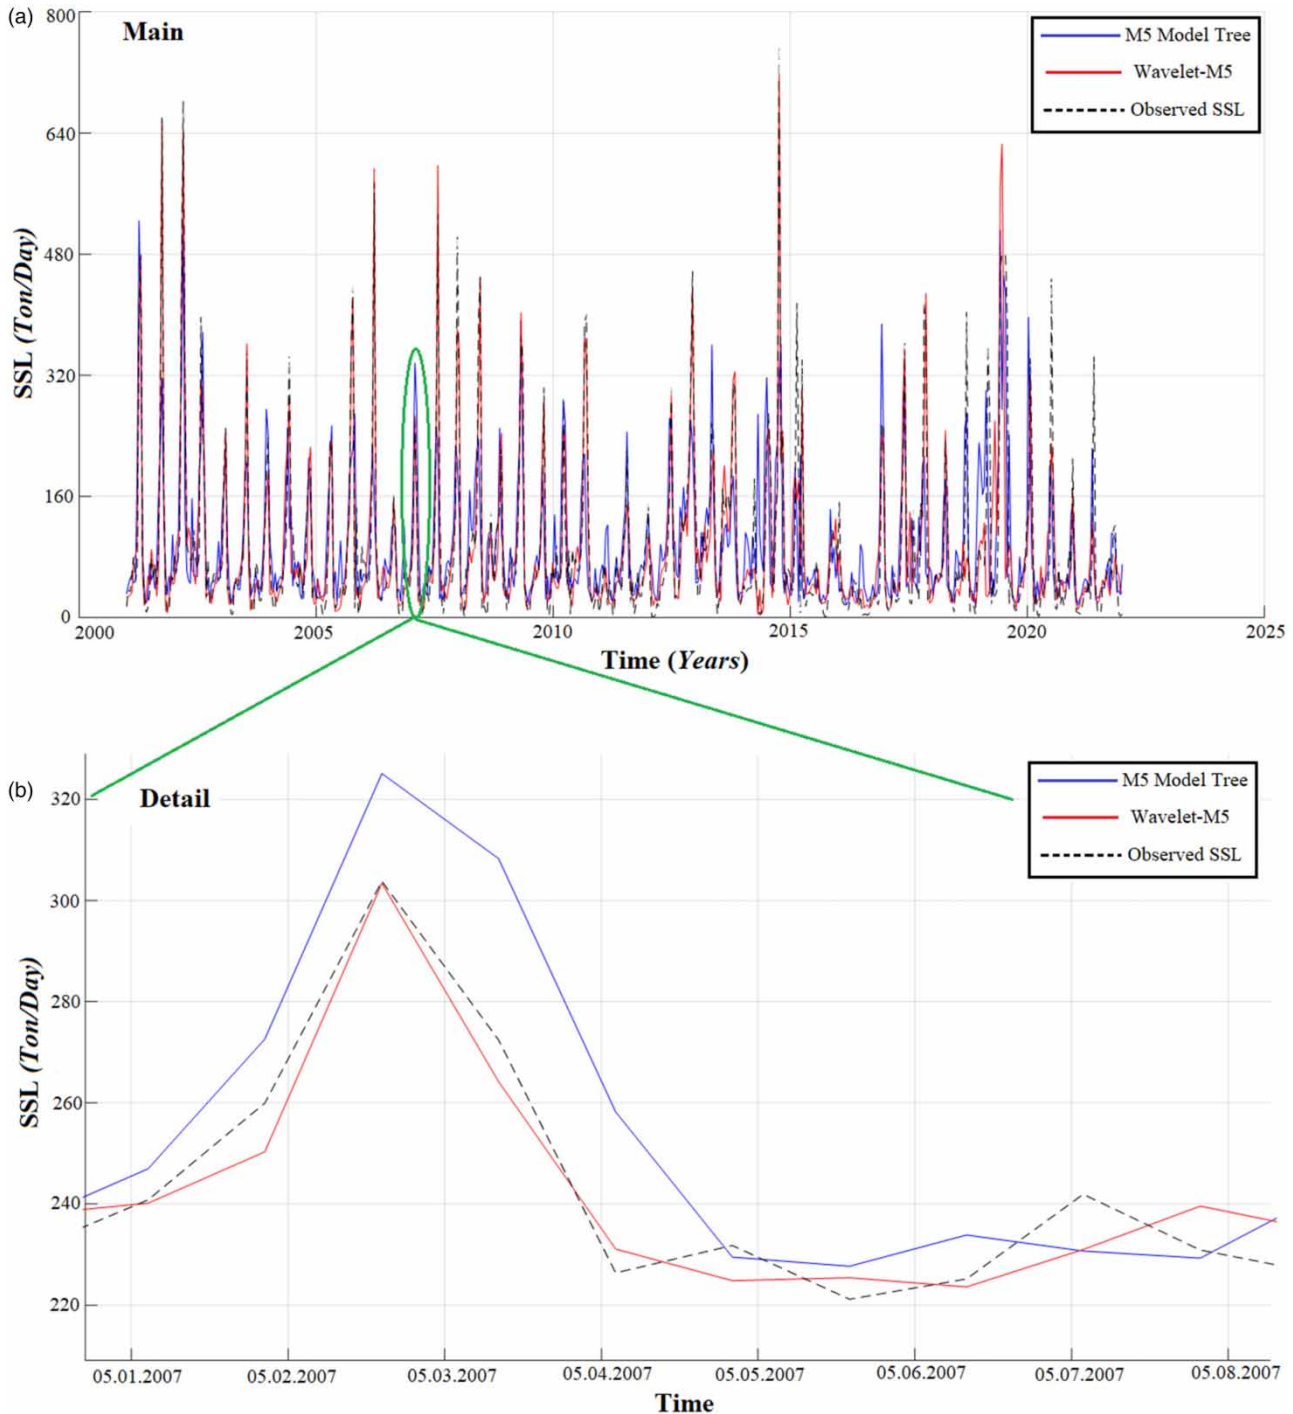 (a)
800
Main
M5 Model Tree
Wavelet-M5
Observed SSL
640
480
320
160
0
SSL (Ton/Day)
2000 2005 2010 2015 2020 2025
Time (Years)
(b)
Detail
M5 Model Tree
Wavelet-M5
Observed SSL
320
300
280
260
240
220
SSL (Ton/Day)
05.01.2007 05.02.2007 05.03.2007 05.04.2007 05.05.2007 05.06.2007 05.07.2007 05.08.2007
Time